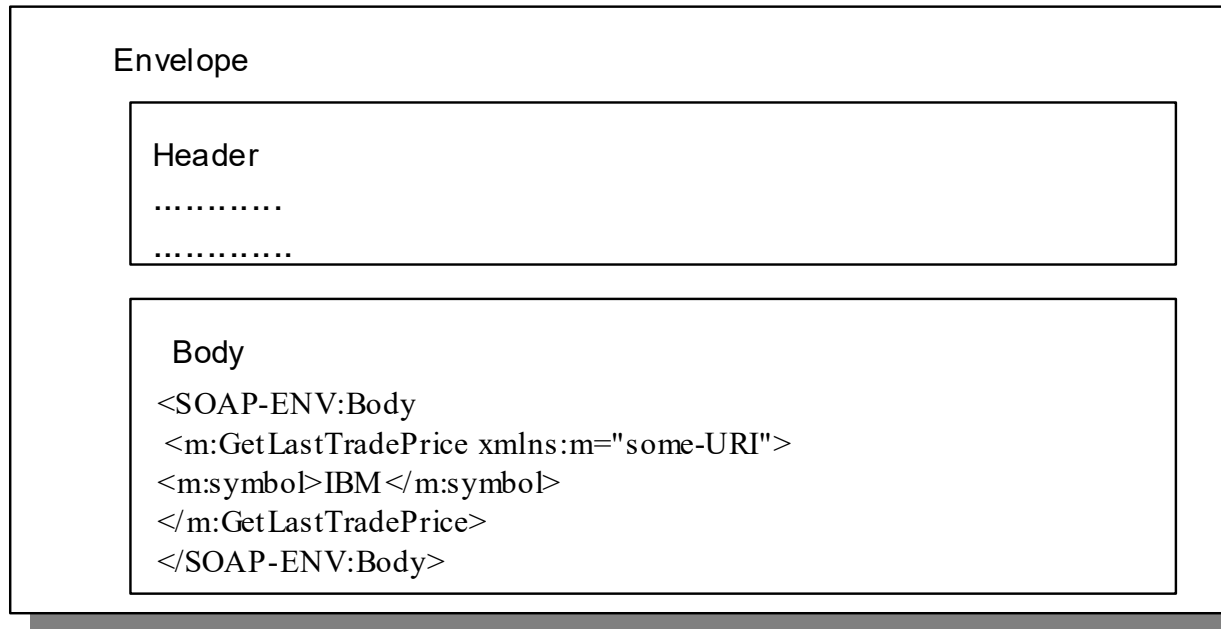 Envelope
Header
............
.............
Body
<SOAP-ENV:Body
<m:GetLastTradePrice xmlns:m="some-URI">
<m:symbol>IBM</m:symbol>
</m:GetLastTradePrice>
</SOAP-ENV:Body>